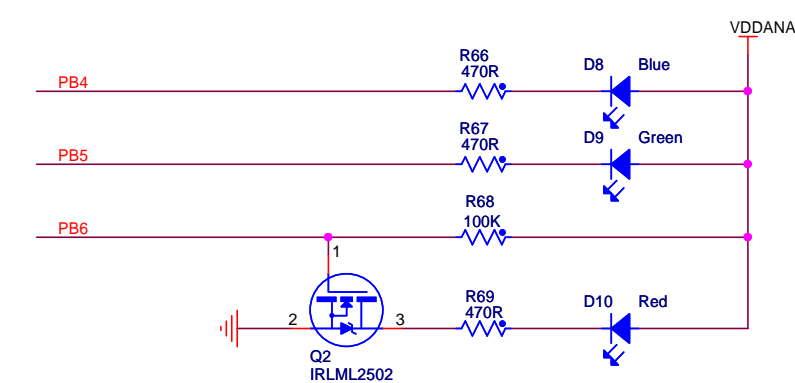 VDDANA
R66
470R
D8 Blue
PB4
R67
470R
D9 Green
PB5
R68
100K
PB6
1
R69
470R
D10 Red
2
3
Q2
IRLML2502